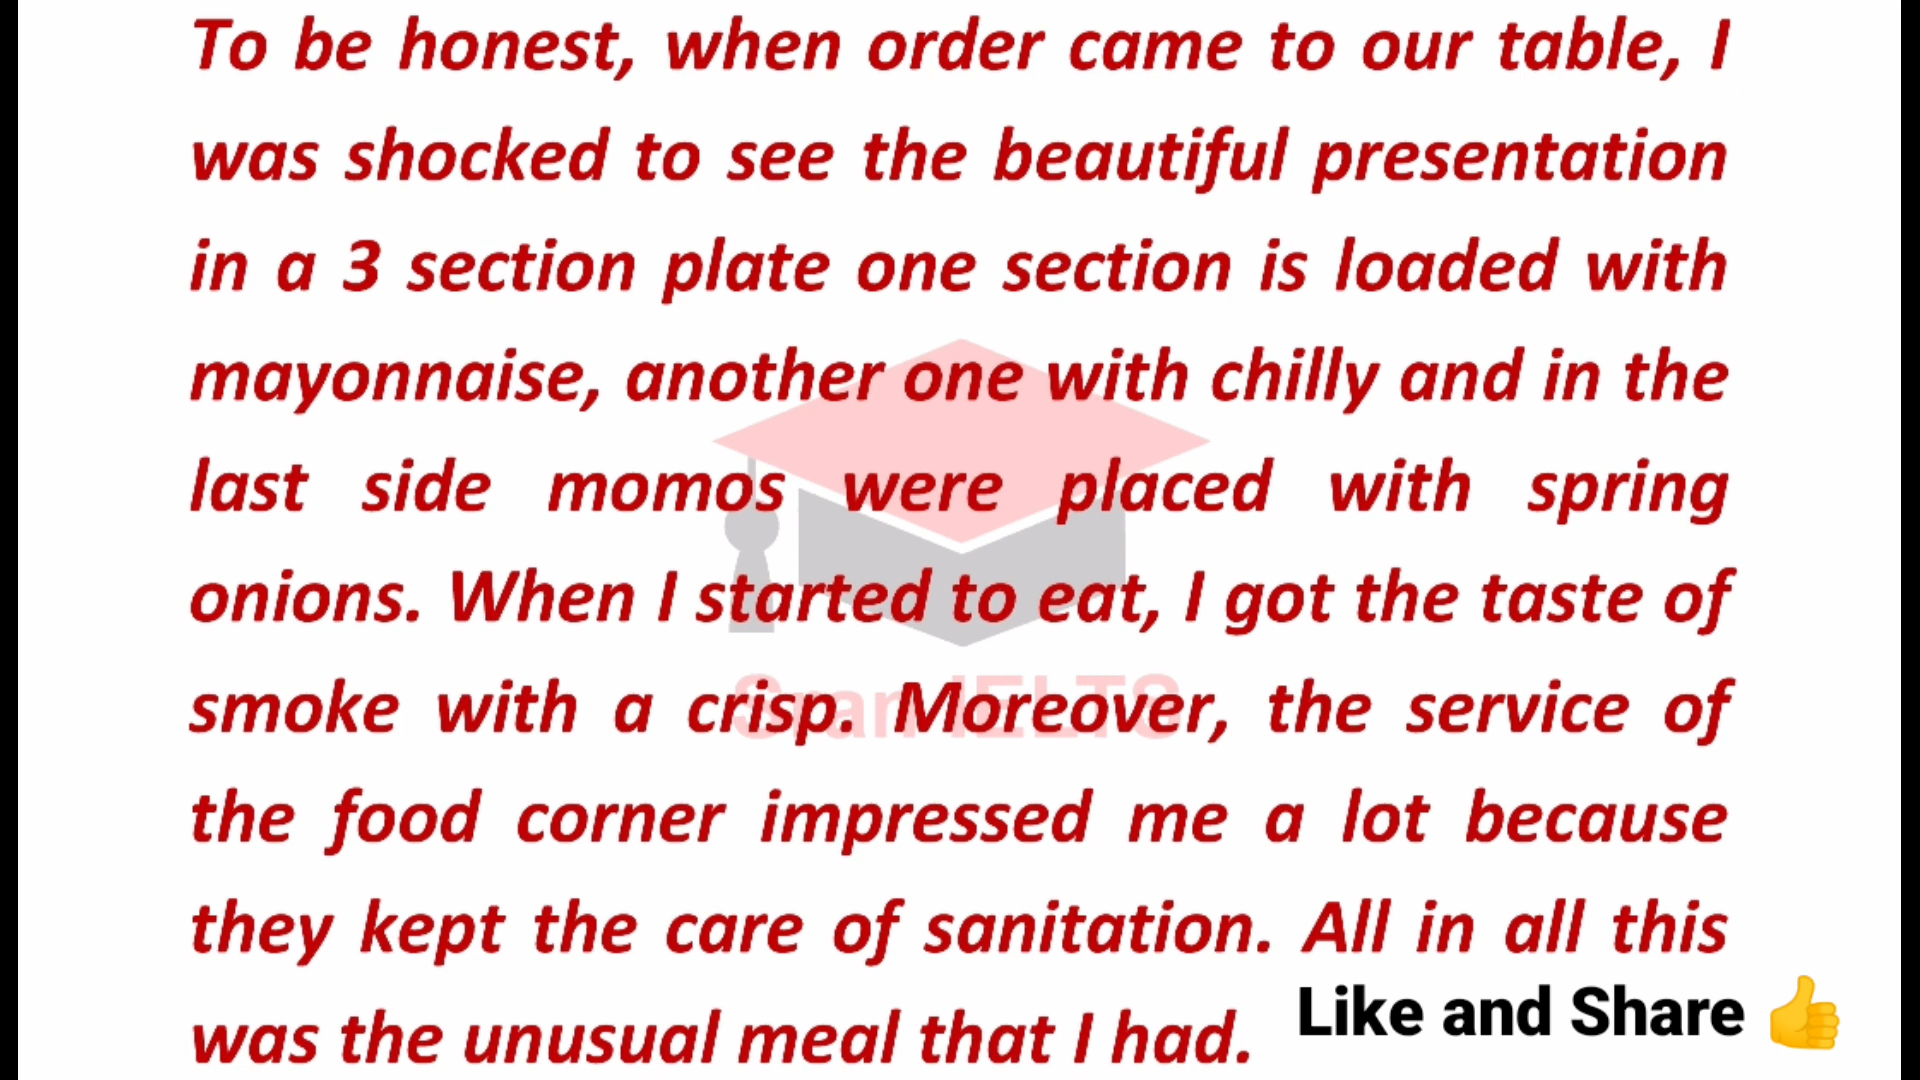 To be honest, when order came to our table, I
was shocked to see the beautiful presentation
in a 3 section plate one section is loaded with
mayonnaise, another one with chilly and in the
last side momos were placed with spring
onions. When I started to eat, I got the taste of
smoke with a crisp. Moreover, the service of
Sran IELTS
the food corner impressed me a lot because
they kept the care of sanitation. All in all this
was the unusual meal that I had.
Like and Share 👍